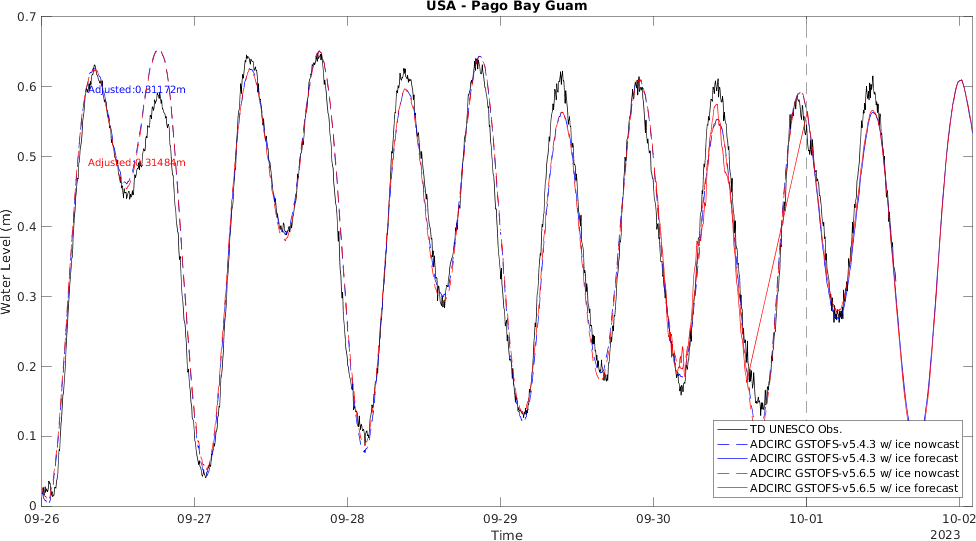 USA - Pago Bay Guam
0.7
0.6
0.5
0.4
0.3
0.2
0.1
0
Water Level (m)
Adjusted:0.31172m
Adjusted:0.31484m
TD UNESCO Obs.
ADCIRC GSTOFS-v5.4.3 w/ ice nowcast
ADCIRC GSTOFS-v5.4.3 w/ ice forecast
ADCIRC GSTOFS-v5.6.5 w/ ice nowcast
ADCIRC GSTOFS-v5.6.5 w/ ice forecast
09-26 09-27 09-28 09-29 09-30 10-01 10-02
Time
2023